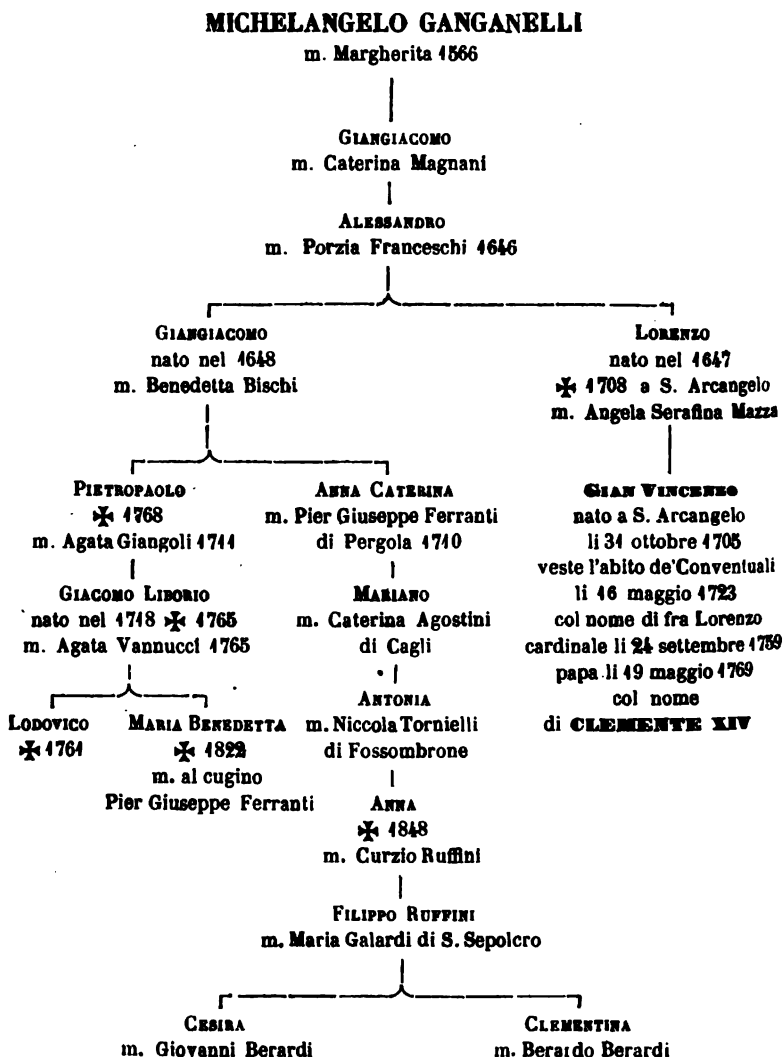 MICHELANGELO GANGANELLI
m. Margherita 1566
GIANGIACOMO
m. Caterina Magnani
ALESSANDRO
m. Porzia Franceschi 1646
GIANGIACOMO
nato nel 1648
m. Benedetta Bischi
LORENZO
nato nel 1647
✠ 1708 a S. Arcangelo
m. Angela Serafina Mazza
PIETROPAOLO
✠ 1768
m. Agata Giangoli 1711
GIACOMO LIBORIO
nato nel 1718 ✠ 1765
m. Agata Vannucci 1765
LODOVICO
✠ 1761
MARIA BENEDETTA
✠ 1822
m. al cugino
Pier Giuseppe Ferranti
ANNA CATERINA
m. Pier Giuseppe Ferranti
di Pergola 1710
MARIANO
m. Caterina Agostini
di Cagli
ANTONIA
m. Niccola Tornielli
di Fossombrone
ANNA
✠ 1848
m. Curzio Ruffini
FILIPPO RUFFINI
m. Maria Galardi di S. Sepolcro
CESIRA
m. Giovanni Berardi
CLEMENTINA
m. Berardo Berardi
GIAN VINCENZO
nato a S. Arcangelo
li 31 ottobre 1705
veste l'abito de'Conventuali
li 16 maggio 1723
col nome di fra Lorenzo
cardinale li 24 settembre 1759
papa li 19 maggio 1769
col nome
di CLEMENTE XIV